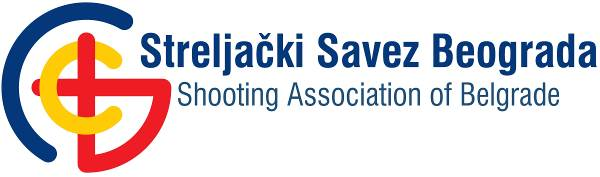 Streljački Savez Beograda
Shooting Association of Belgrade